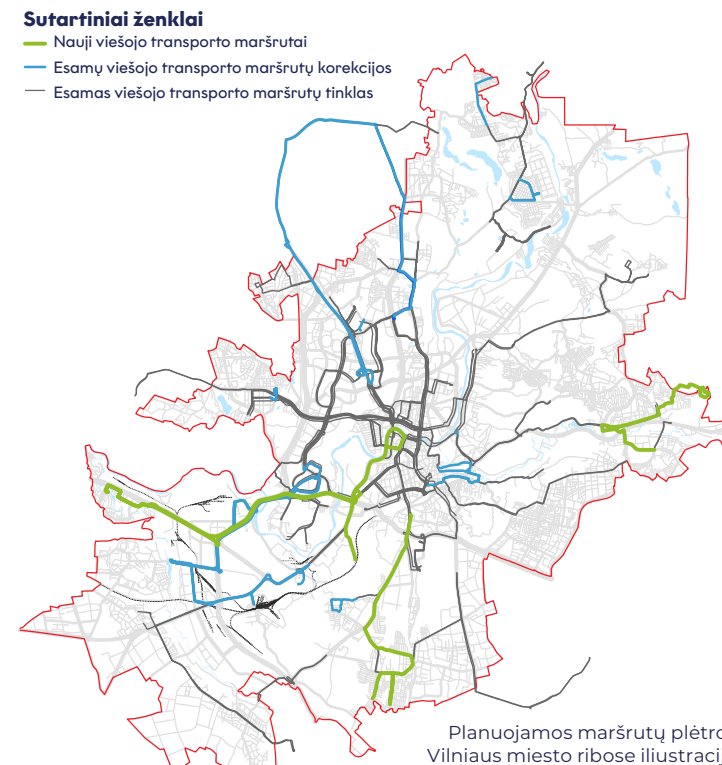 Sutartiniai ženklai
Nauji viešojo transporto maršrutai
Esamų viešojo transporto maršrutų korekcijos
Esamas viešojo transporto maršrutų tinklas
Planuojamos maršrutų plėtro
Vilniaus miesto ribose iliustracij